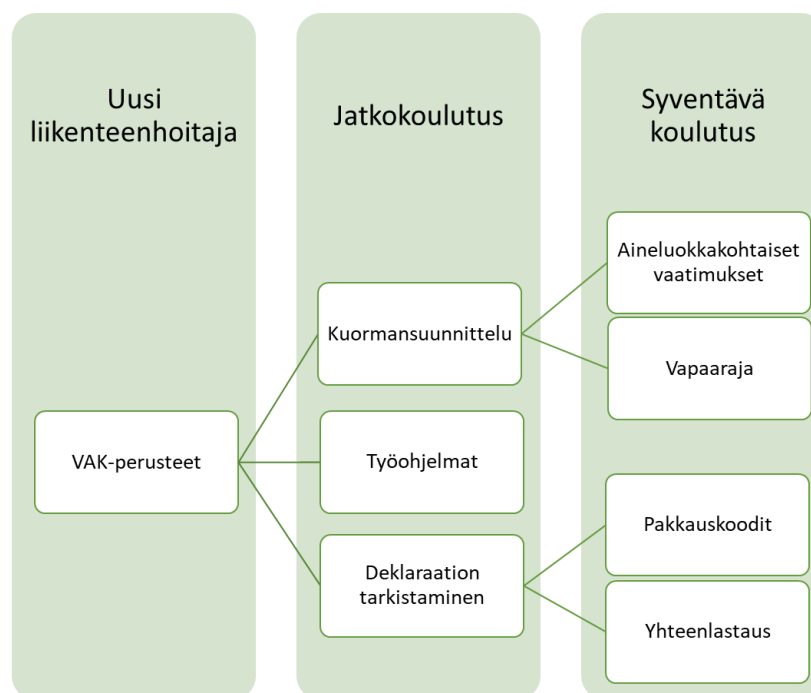 Uusi
liikenteenhoitaja
Jatkokoulutus
Syventävä
koulutus
VAK-perusteet
Kuormansuunnittelu
Työohjelmat
Deklaraation
tarkistaminen
Aineluokkakohtaiset
vaatimukset
Vapaaraja
Pakkauskoodit
Yhteenlastaus